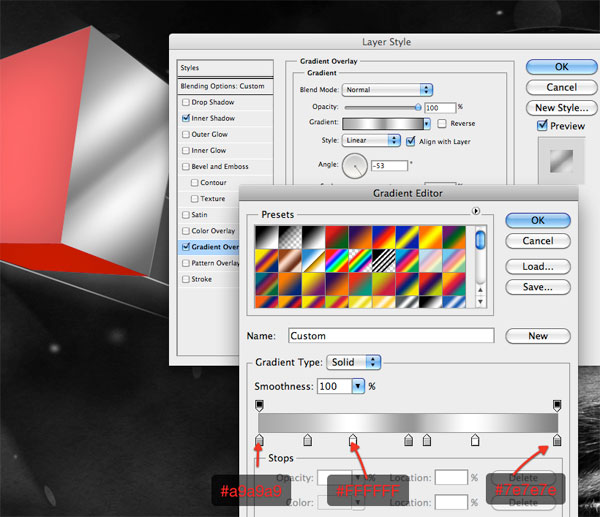 Layer Style
Styles
Blending Options: Custom
Drop Shadow
Inner Shadow
Outer Glow
Inner Glow
Bevel and Emboss
Contour
Texture
Satin
Color Overlay
Gradient Over
Pattern Overlay
Stroke
Gradient Overlay
Gradient
Blend Mode: Normal
Opacity: 100 %
Gradient: Reverse
Style: Linear Align with Layer
Angle: -53 °
OK
Cancel
New Style...
Preview
Gradient Editor
Presets
OK
Cancel
Load...
Save...
Name: Custom New
Gradient Type: Solid
Smoothness: 100 %
Stops
Opacity: % Location: % Delete
Color: Location: % Delete
#a9a9a9 #FFFFFF #7e7e7e